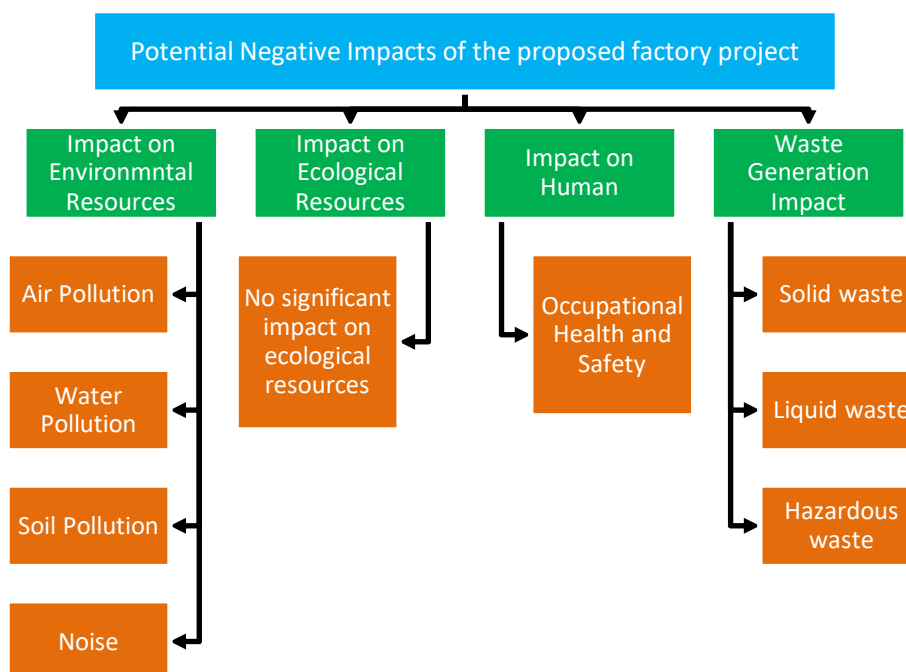 Potential Negative Impacts of the proposed factory project
Impact on
Environmntal
Resources
Impact on
Ecological
Resources
Impact on
Human
Waste
Generation
Impact
Air Pollution
Water
Pollution
Soil Pollution
Noise
No significant
impact on
ecological
resources
Occupational
Health and
Safety
Solid waste
Liquid waste
Hazardous
waste